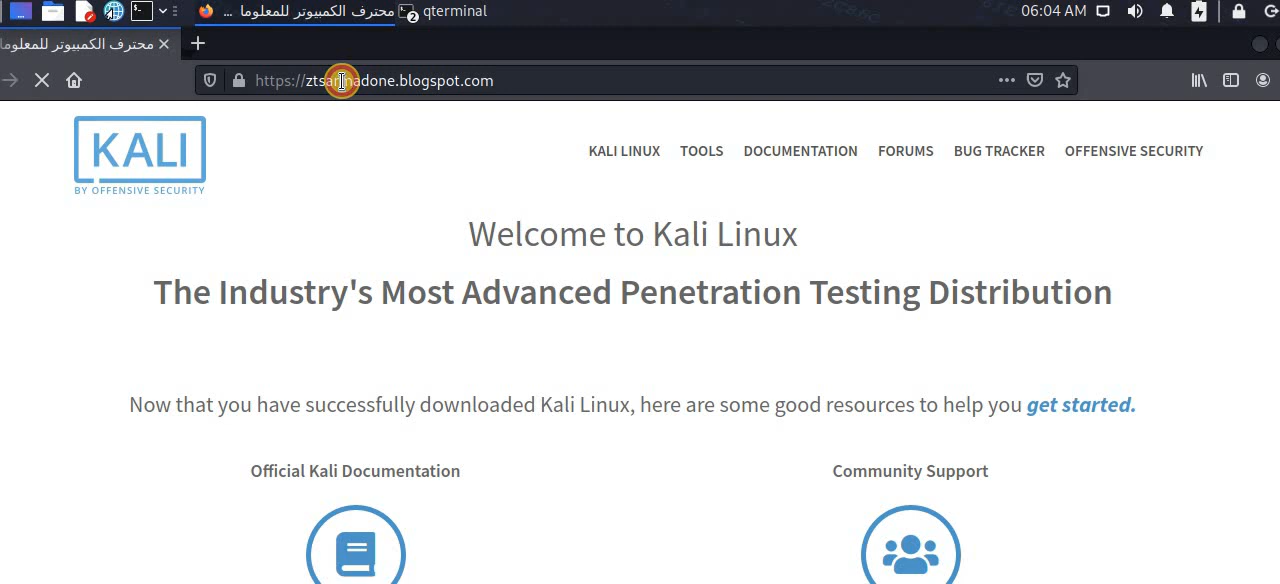 ... محترف الكمبيوتر للمعلوما
2 qterminal
06:04 AM
محترف الكمبيوتر للمعلوما
blogspot.com
KALI
BY OFFENSIVE SECURITY
KALI LINUX TOOLS DOCUMENTATION FORUMS BUG TRACKER OFFENSIVE SECURITY
Welcome to Kali Linux
The Industry's Most Advanced Penetration Testing Distribution
Now that you have successfully downloaded Kali Linux, here are some good resources to help you get started.
Official Kali Documentation
Community Support